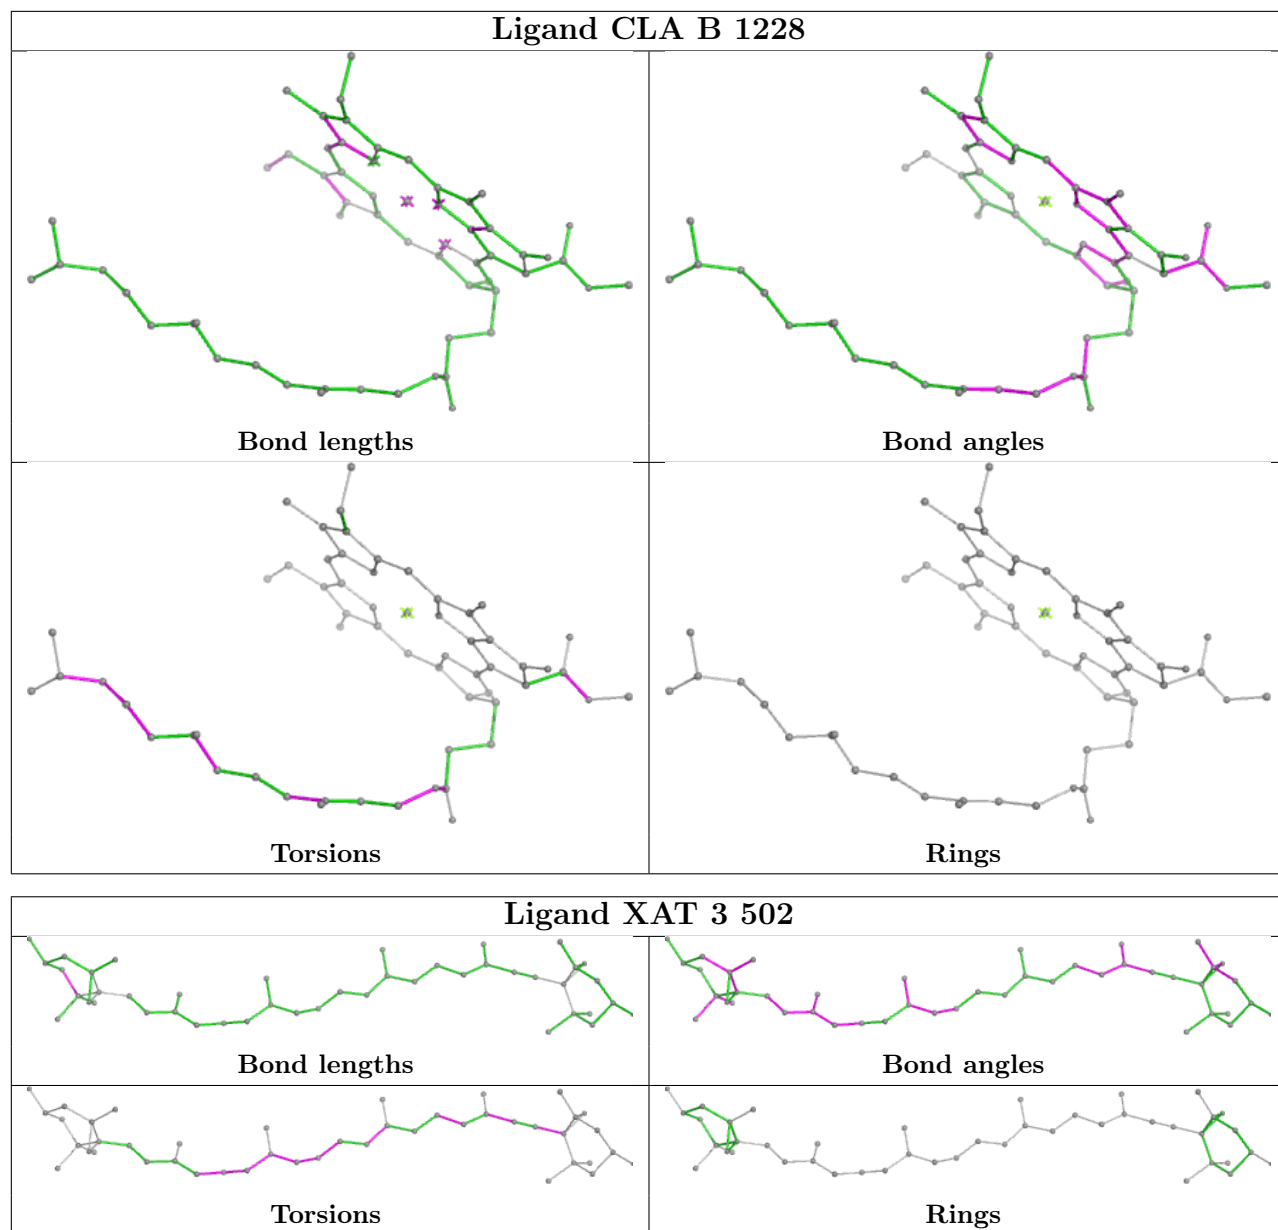 Ligand CLA B 1228
Bond lengths
Bond angles
Torsions
Rings
Ligand XAT 3 502
Bond lengths
Bond angles
Torsions
Rings